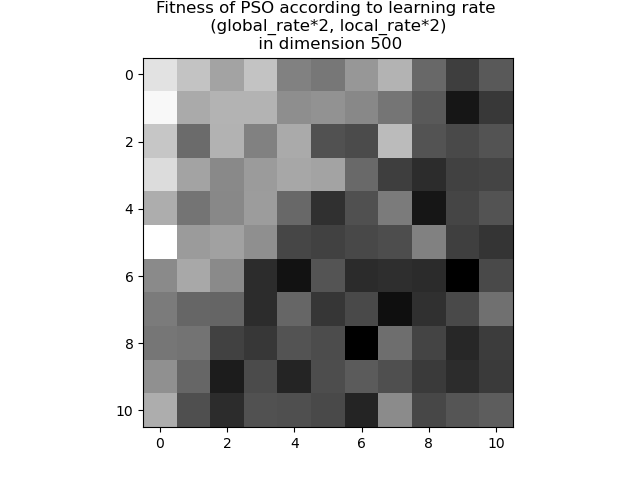 Fitness of PSO according to learning rate
(global_rate*2, local_rate*2)
in dimension 500
0
2
4
6
8
10
0 2 4 6 8 10